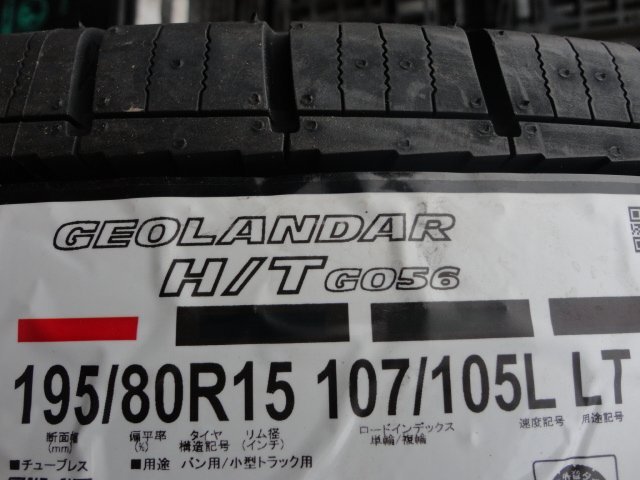 GEOLANDAR
H/T G056
195/80R15 107/105L LT
断面幅 偏平率 タイヤ リム径 ロードインデックス 速度記号 用途記号
(mm) (%) 構造記号 (インチ) 単輪/複輪
■チューブレス ■用途 バン用/小型トラック用